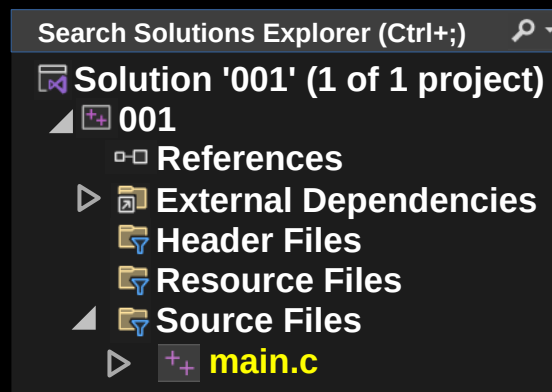 Search Solutions Explorer (Ctrl+;)
Solution '001' (1 of 1 project)
001
References
External Dependencies
Header Files
Resource Files
Source Files
main.c